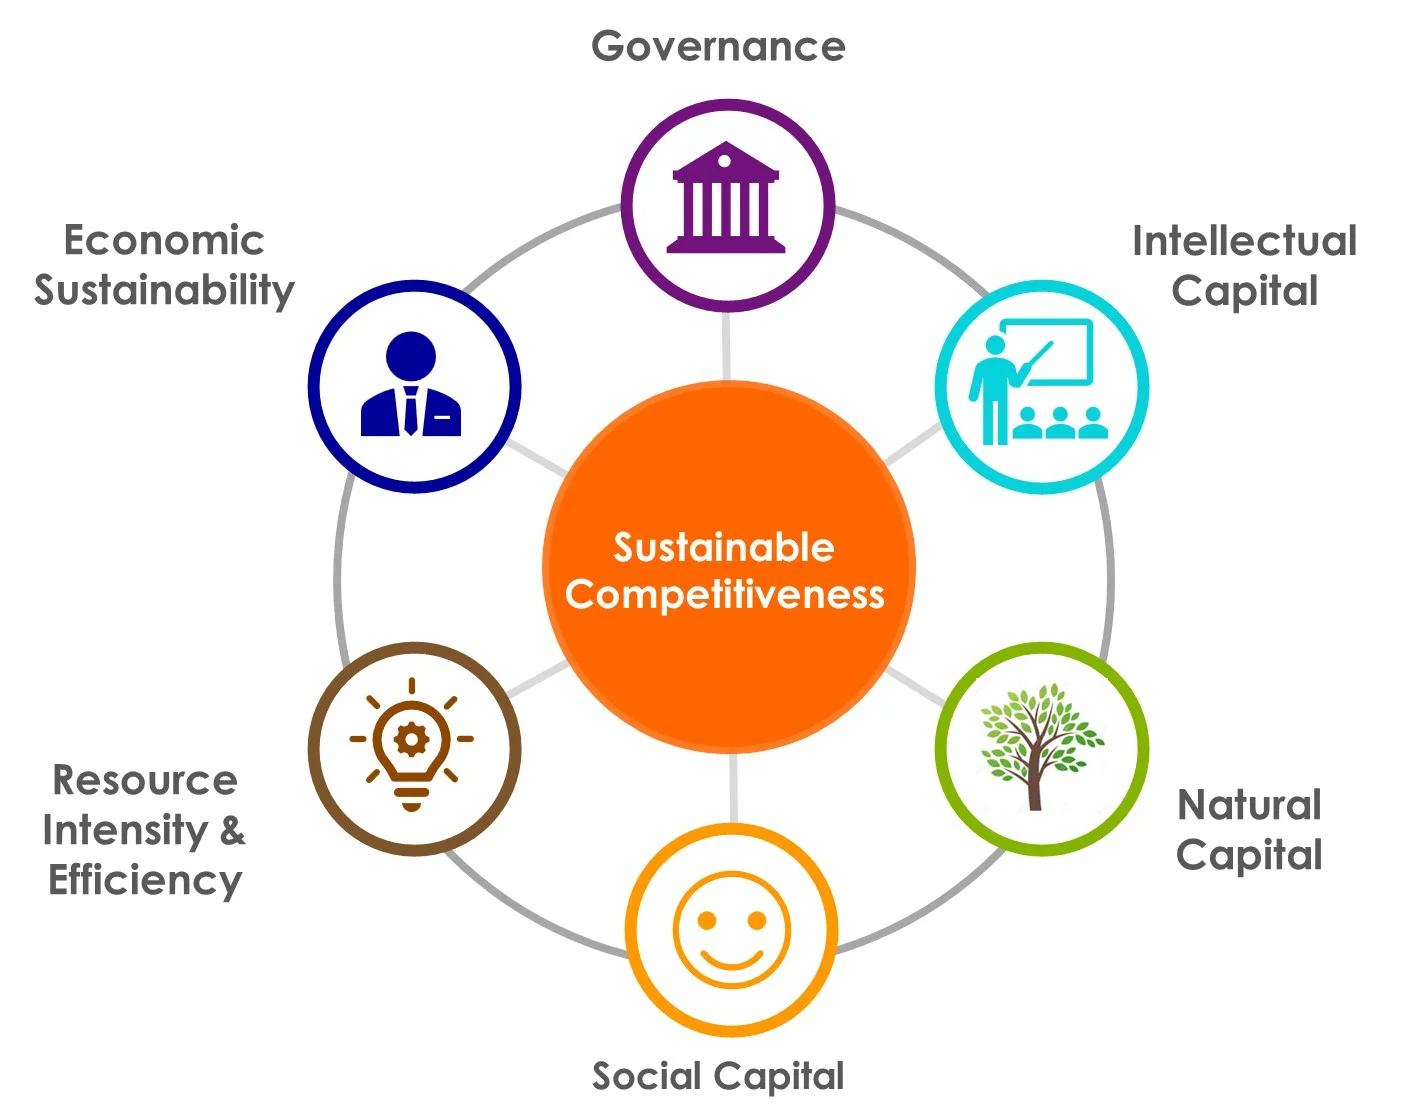 Governance
Economic
Sustainability
Intellectual
Capital
Sustainable
Competitiveness
Resource
Intensity &
Efficiency
Natural
Capital
Social Capital